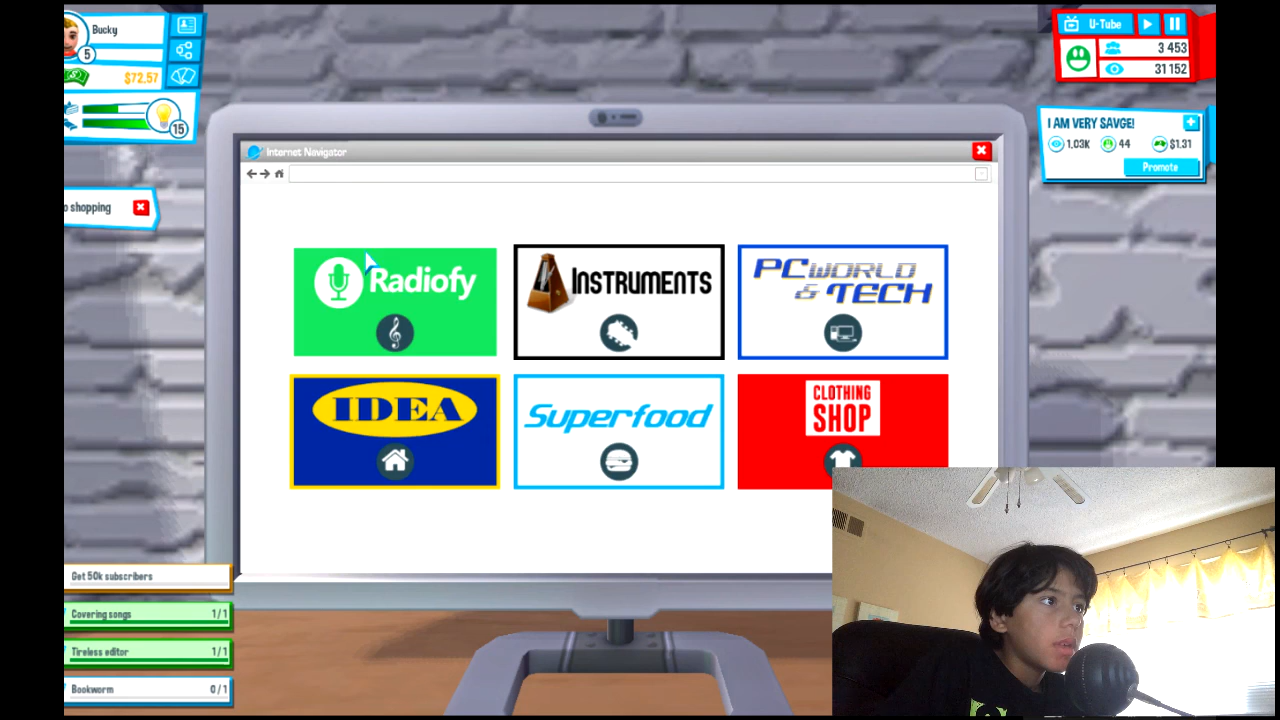 Bucky
5
$72.57
15
o shopping
Internet Navigator
Radiofy
INSTRUMENTS
PC WORLD
& TECH
IDEA
Superfood
CLOTHING
SHOP
U-Tube
3 453
31 152
I AM VERY SAVGE!
1.03K 44 $1.31
Promote
Get 50k subscribers
Covering songs 1/1
Tireless editor 1/1
Bookworm 0/1